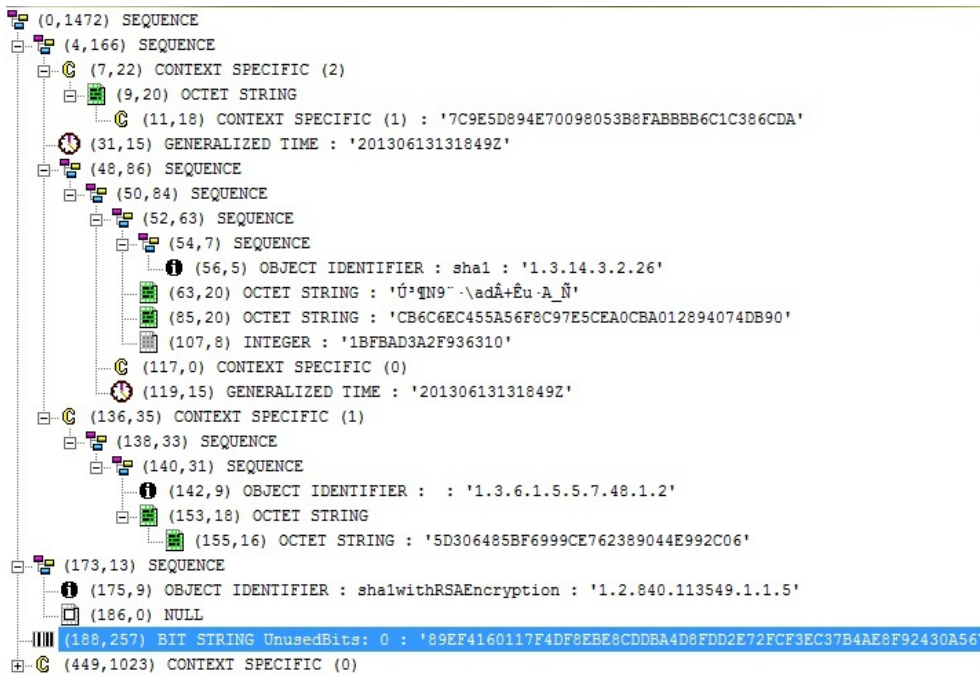 (0,1472) SEQUENCE
(4,166) SEQUENCE
C (7,22) CONTEXT SPECIFIC (2)
(9,20) OCTET STRING
C (11,18) CONTEXT SPECIFIC (1) : '7C9E5D894E70098053B8FABBBB6C1C386CDA'
(31,15) GENERALIZED TIME : '20130613131849Z'
(48,86) SEQUENCE
(50,84) SEQUENCE
(52,63) SEQUENCE
(54,7) SEQUENCE
(56,5) OBJECT IDENTIFIER : sha1 : '1.3.14.3.2.26'
(63,20) OCTET STRING : 'Ú³¶N9¨·\adÂ+Êu·A_Ñ'
(85,20) OCTET STRING : 'CB6C6EC455A56F8C97E5CEA0CBA012894074DB90'
(107,8) INTEGER : '1BFBAD3A2F936310'
C (117,0) CONTEXT SPECIFIC (0)
(119,15) GENERALIZED TIME : '20130613131849Z'
C (136,35) CONTEXT SPECIFIC (1)
(138,33) SEQUENCE
(140,31) SEQUENCE
(142,9) OBJECT IDENTIFIER : : '1.3.6.1.5.5.7.48.1.2'
(153,18) OCTET STRING
(155,16) OCTET STRING : '5D306485BF6999CE762389044E992C06'
(173,13) SEQUENCE
(175,9) OBJECT IDENTIFIER : sha1withRSAEncryption : '1.2.840.113549.1.1.5'
(186,0) NULL
(188,257) BIT STRING UnusedBits: 0 : '89EF4160117F4DF8EBE8CDDBA4D8FDD2E72FCF3EC37B4AE8F92430A56
C (449,1023) CONTEXT SPECIFIC (0)